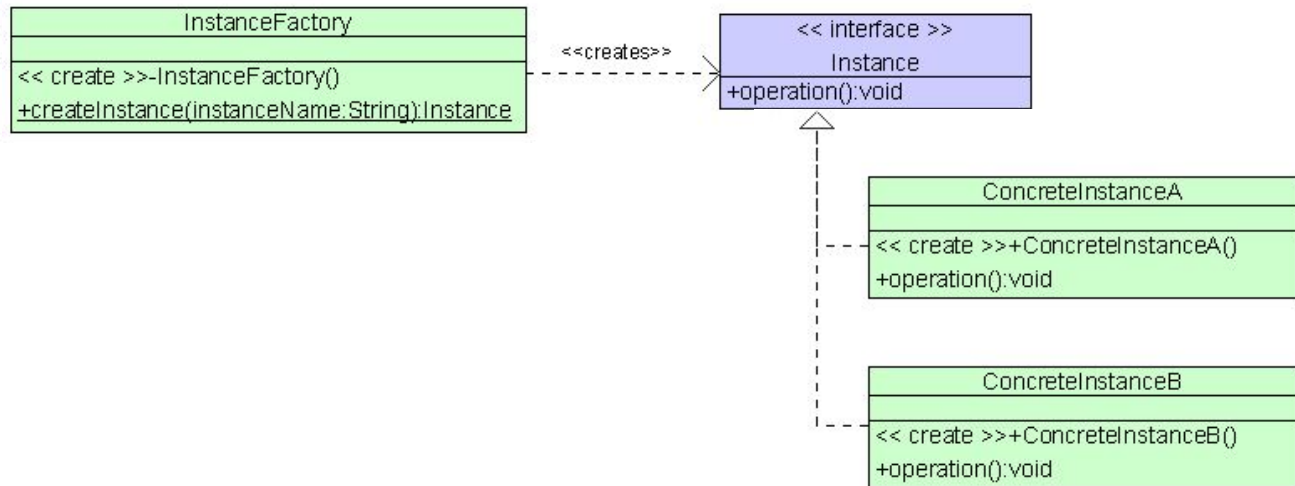 InstanceFactory
<< create >>-InstanceFactory()
+createInstance(instanceName:String):Instance
<<creates>>
<< interface >>
Instance
+operation():void
ConcreteInstanceA
<< create >>+ConcreteInstanceA()
+operation():void
ConcreteInstanceB
<< create >>+ConcreteInstanceB()
+operation():void